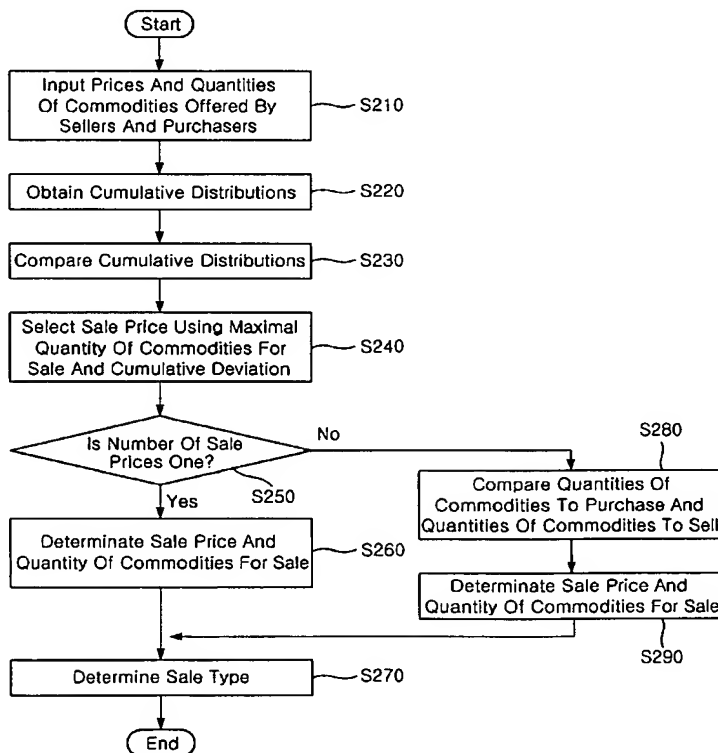 Start
Input Prices And Quantities
Of Commodities Offered By
Sellers And Purchasers
S210
Obtain Cumulative Distributions
S220
Compare Cumulative Distributions
S230
Select Sale Price Using Maximal
Quantity Of Commodities For
Sale And Cumulative Deviation
S240
Is Number Of Sale
Prices One?
S250
No
Yes
S280
Compare Quantities Of
Commodities To Purchase And
Quantities Of Commodities To Sell
Determinate Sale Price And
Quantity Of Commodities For Sale
S260
Determinate Sale Price And
Quantity Of Commodities For Sale
S290
Determine Sale Type
S270
End